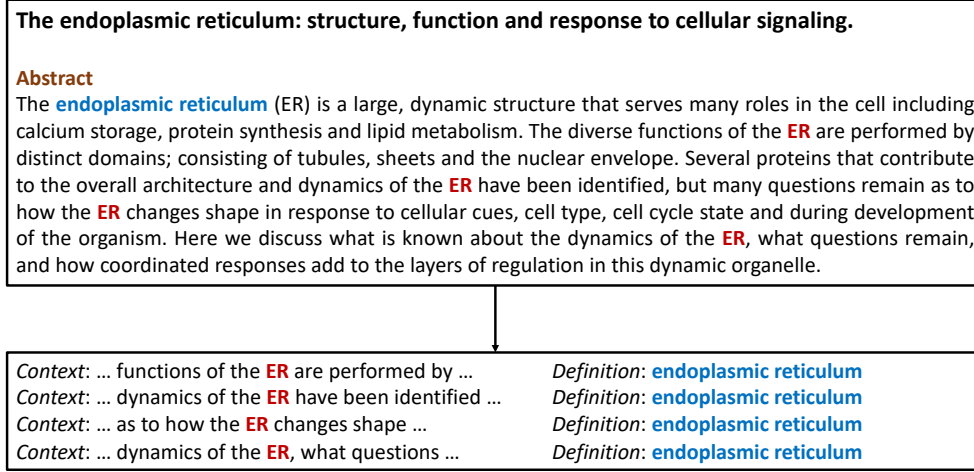 The endoplasmic reticulum: structure, function and response to cellular signaling.
Abstract
The endoplasmic reticulum (ER) is a large, dynamic structure that serves many roles in the cell including
calcium storage, protein synthesis and lipid metabolism. The diverse functions of the ER are performed by
distinct domains; consisting of tubules, sheets and the nuclear envelope. Several proteins that contribute
to the overall architecture and dynamics of the ER have been identified, but many questions remain as to
how the ER changes shape in response to cellular cues, cell type, cell cycle state and during development
of the organism. Here we discuss what is known about the dynamics of the ER, what questions remain,
and how coordinated responses add to the layers of regulation in this dynamic organelle.
Context: ... functions of the ER are performed by ... Definition: endoplasmic reticulum
Context: ... dynamics of the ER have been identified ... Definition: endoplasmic reticulum
Context: ... as to how the ER changes shape ... Definition: endoplasmic reticulum
Context: ... dynamics of the ER, what questions ... Definition: endoplasmic reticulum